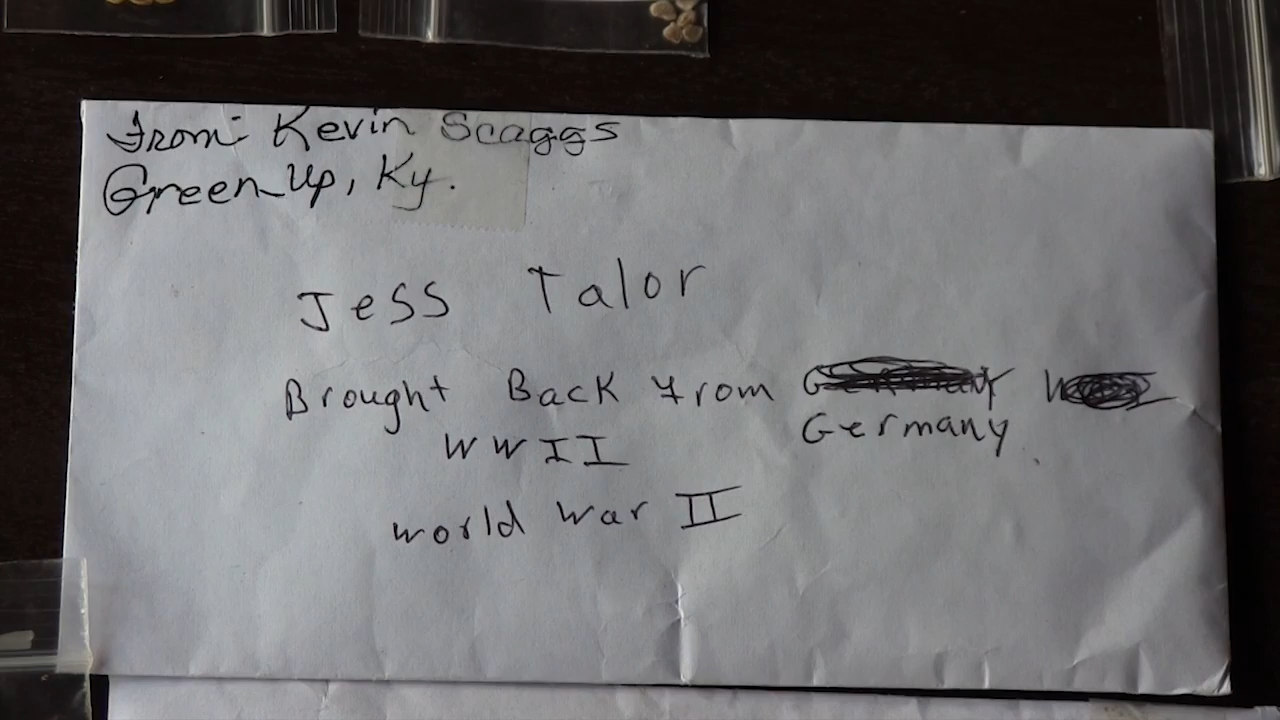 From: Kevin Scaggs
Green Up, Ky.
Jess Talor
Brought Back from
Germany
WWII
World War II